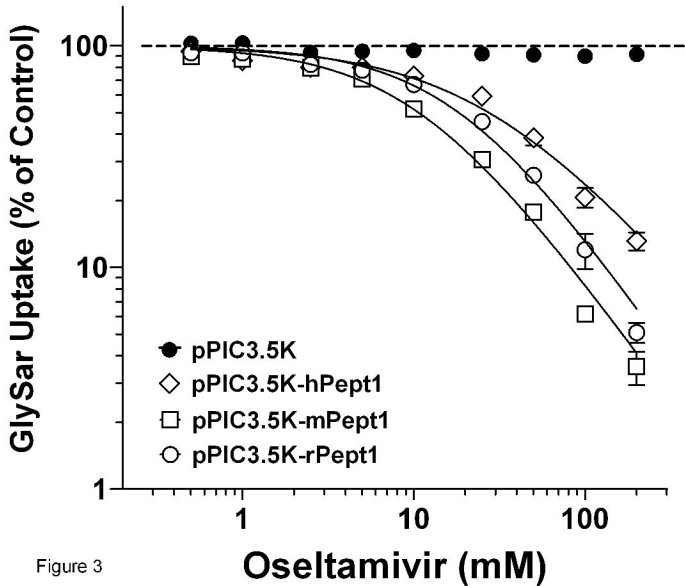 GlySar Uptake (% of Control)
100
10
1
pPIC3.5K
pPIC3.5K-hPept1
pPIC3.5K-mPept1
pPIC3.5K-rPept1
1 10 100
Oseltamivir (mM)
Figure 3